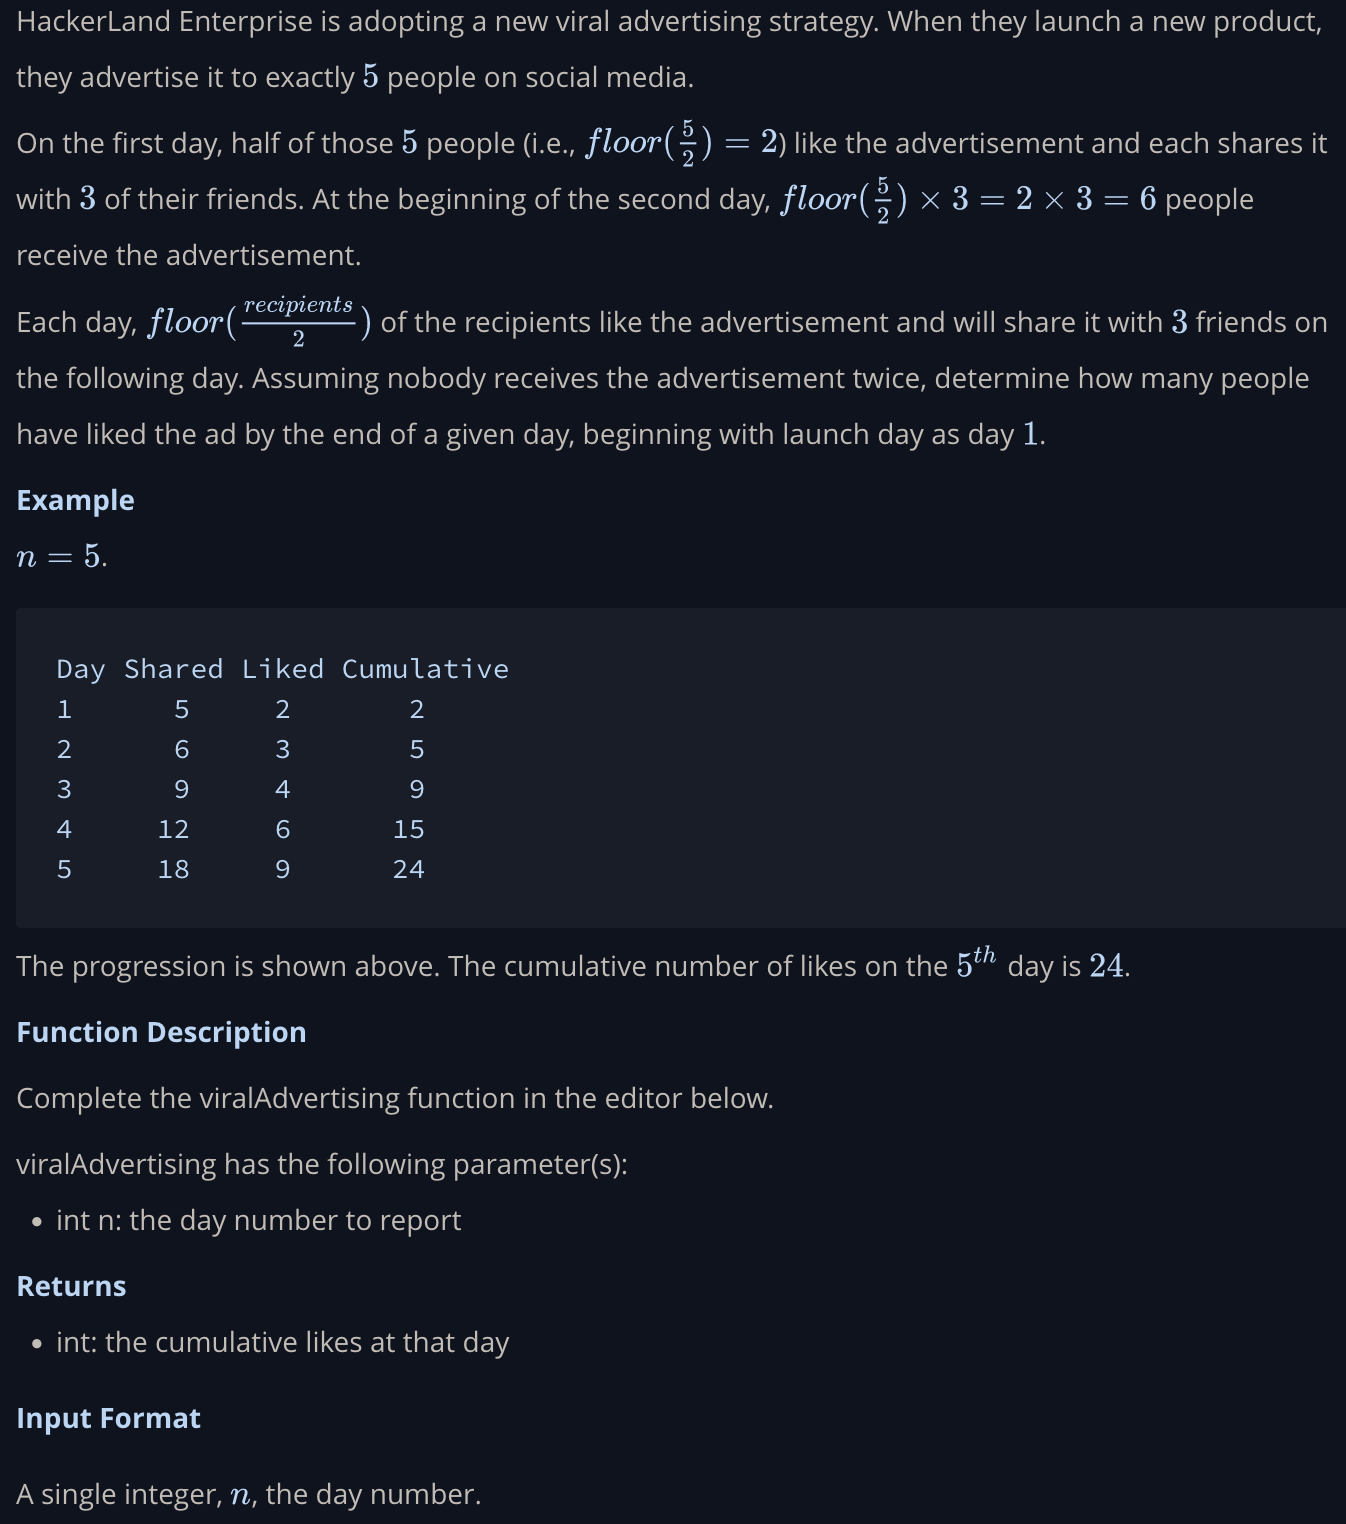 HackerLand Enterprise is adopting a new viral advertising strategy. When they launch a new product,
they advertise it to exactly 5 people on social media.
On the first day, half of those 5 people (i.e., floor(5/2) = 2) like the advertisement and each shares it
with 3 of their friends. At the beginning of the second day, floor(5/2) × 3 = 2 × 3 = 6 people
receive the advertisement.
Each day, floor(recipients/2) of the recipients like the advertisement and will share it with 3 friends on
the following day. Assuming nobody receives the advertisement twice, determine how many people
have liked the ad by the end of a given day, beginning with launch day as day 1.
Example
n = 5.
Day Shared Liked Cumulative
1 5 2 2
2 6 3 5
3 9 4 9
4 12 6 15
5 18 9 24
The progression is shown above. The cumulative number of likes on the 5th day is 24.
Function Description
Complete the viralAdvertising function in the editor below.
viralAdvertising has the following parameter(s):
• int n: the day number to report
Returns
• int: the cumulative likes at that day
Input Format
A single integer, n, the day number.